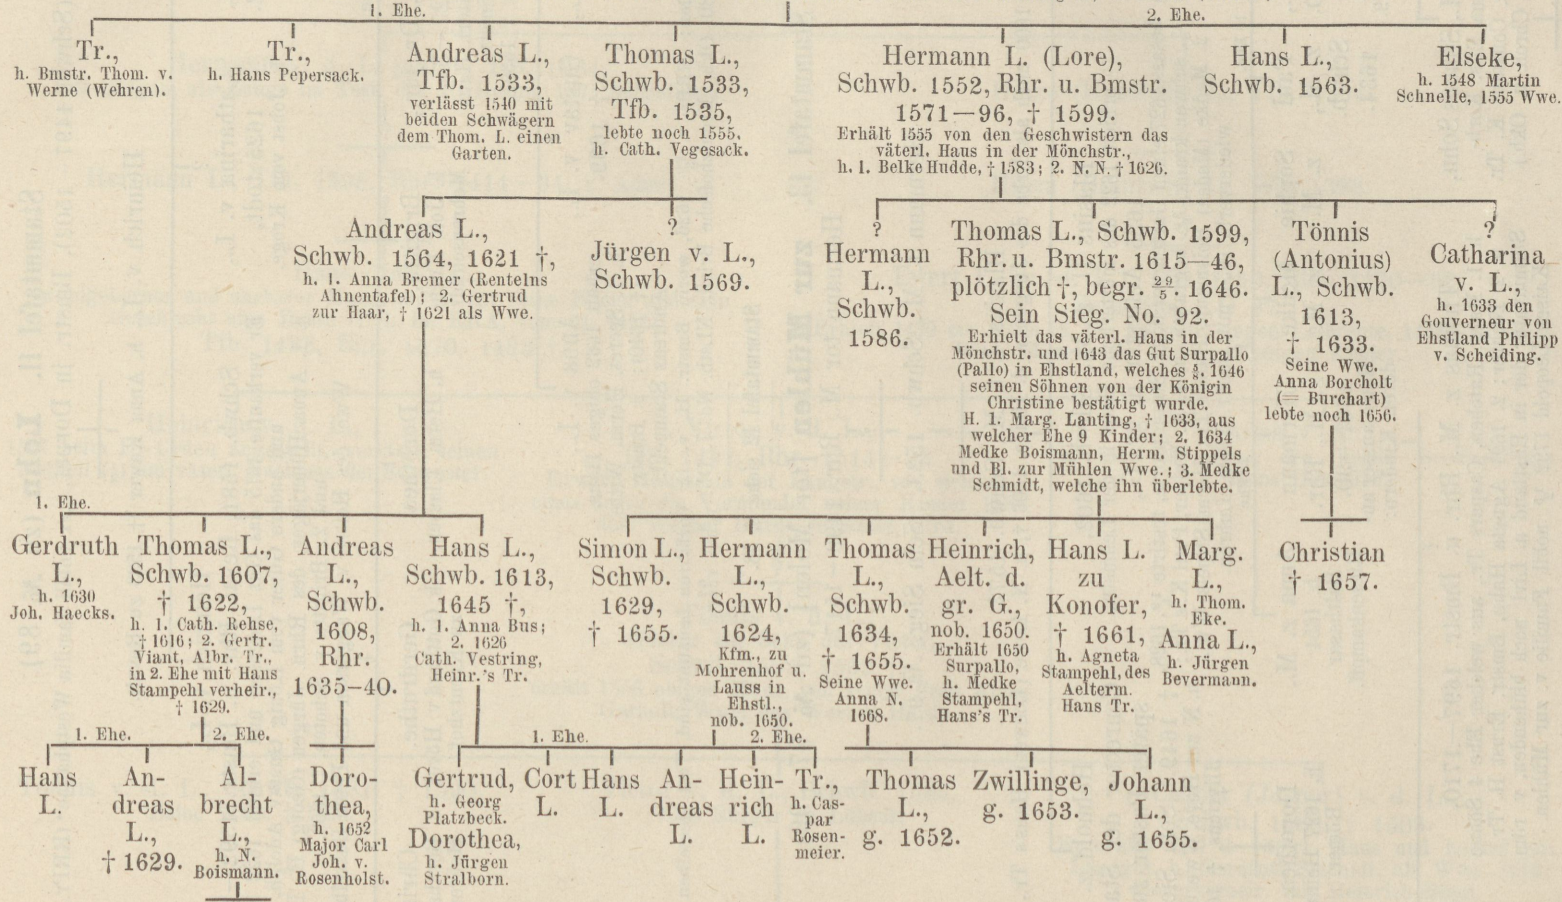 1. Ehe.
2. Ehe.
Tr.,
h. Bmstr. Thom. v.
Werne (Wehren).
Tr.,
h. Hans Pepersack.
Andreas L.,
Tfb. 1533,
verlässt 1540 mit
beiden Schwägern
dem Thom. L. einen
Garten.
Thomas L.,
Schwb. 1533,
Tfb. 1535,
lebte noch 1555.
h. Cath. Vegesack.
Hermann L. (Lore),
Schwb. 1552, Rhr. u. Bmstr.
1571—96, † 1599.
Erhält 1555 von den Geschwistern das
väterl. Haus in der Mönchstr.,
h. 1. Belke Hudde, † 1583; 2. N. N. † 1626.
Hans L.,
Schwb. 1563.
Elseke,
h. 1548 Martin
Schnelle, 1555 Wwe.
Andreas L.,
Schwb. 1564, 1621 †,
h. 1. Anna Bremer (Rentelns
Ahnentafel); 2. Gertrud
zur Haar, † 1621 als Wwe.
?
Jürgen v. L.,
Schwb. 1569.
?
Hermann
L.,
Schwb.
1586.
Thomas L., Schwb. 1599,
Rhr. u. Bmstr. 1615—46,
plötzlich †, begr. 29/5. 1646.
Sein Sieg. No. 92.
Erhielt das väterl. Haus in der
Mönchstr. und 1643 das Gut Surpallo
(Pallo) in Ehstland, welches 1646
seinen Söhnen von der Königin
Christine bestätigt wurde.
H. 1. Marg. Lanting, † 1633, aus
welcher Ehe 9 Kinder; 2. 1634
Medke Boismann, Herm. Stippels
und Bl. zur Mühlen Wwe.; 3. Medke
Schmidt, welche ihn überlebte.
Tönnis
(Antonius)
L., Schwb.
1613,
† 1633.
Seine Wwe.
Anna Borcholt
(= Burchart)
lebte noch 1656.
?
Catharina
v. L.,
h. 1633 den
Gouverneur von
Ehstland Philipp
v. Scheiding.
1. Ehe.
Gerdruth
L.,
h. 1630
Joh. Haecks.
Thomas L.,
Schwb. 1607,
† 1622,
h. 1. Cath. Rehse,
† 1616; 2. Gertr.
Viant, Albr. Tr.,
in 2. Ehe mit Hans
Stampehl verheir.,
† 1629.
Andreas
L.,
Schwb.
1608,
Rhr.
1635–40.
Hans L.,
Schwb. 1613,
1645 †,
h. 1. Anna Bus;
2. 1626
Cath. Vestring,
Heinr.'s Tr.
Simon L.,
Schwb.
1629,
† 1655.
Hermann
L.,
Schwb.
1624,
Kfm., zu
Mohrenhof u.
Lauss in
Ehstl.,
nob. 1650.
Thomas
L.,
Schwb.
1634,
† 1655.
Seine Wwe.
Anna N.
1668.
Heinrich,
Aelt. d.
gr. G.,
nob. 1650.
Erhält 1650
Surpallo,
h. Medke
Stampehl,
Hans's Tr.
Hans L.
zu
Konofer,
† 1661,
h. Agneta
Stampehl, des
Aelterm.
Hans Tr.
Marg.
L.,
h. Thom.
Eke.
Anna L.,
h. Jürgen
Bevermann.
Christian
† 1657.
1. Ehe.
2. Ehe.
Hans
L.
An-
dreas
L.,
† 1629.
Al-
brecht
L.,
h. N.
Boismann.
Doro-
thea,
h. 1652
Major Carl
Joh. v.
Rosenholst.
Gertrud,
h. Georg
Platzbeck.
Dorothea,
h. Jürgen
Stralborn.
1. Ehe.
2. Ehe.
Cort
L.
Hans
L.
An-
dreas
L.
Hein-
rich
L.
Tr.,
h. Cas-
par
Rosen-
meier.
Thomas
L.,
g. 1652.
Zwillinge,
g. 1653.
Johann
L.,
g. 1655.